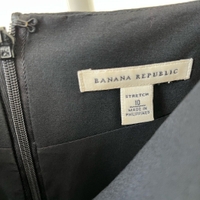 BANANA REPUBLIC
STRETCH
10
MADE IN
PHILIPPINES